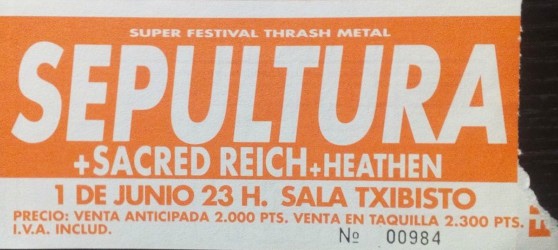 SUPER FESTIVAL THRASH METAL
SEPULTURA
+SACRED REICH+HEATHEN
1 DE JUNIO 23 H. SALA TXIBISTO
PRECIO: VENTA ANTICIPADA 2.000 PTS. VENTA EN TAQUILLA 2.300 PTS.
I.V.A. INCLUD.
Nº 00984